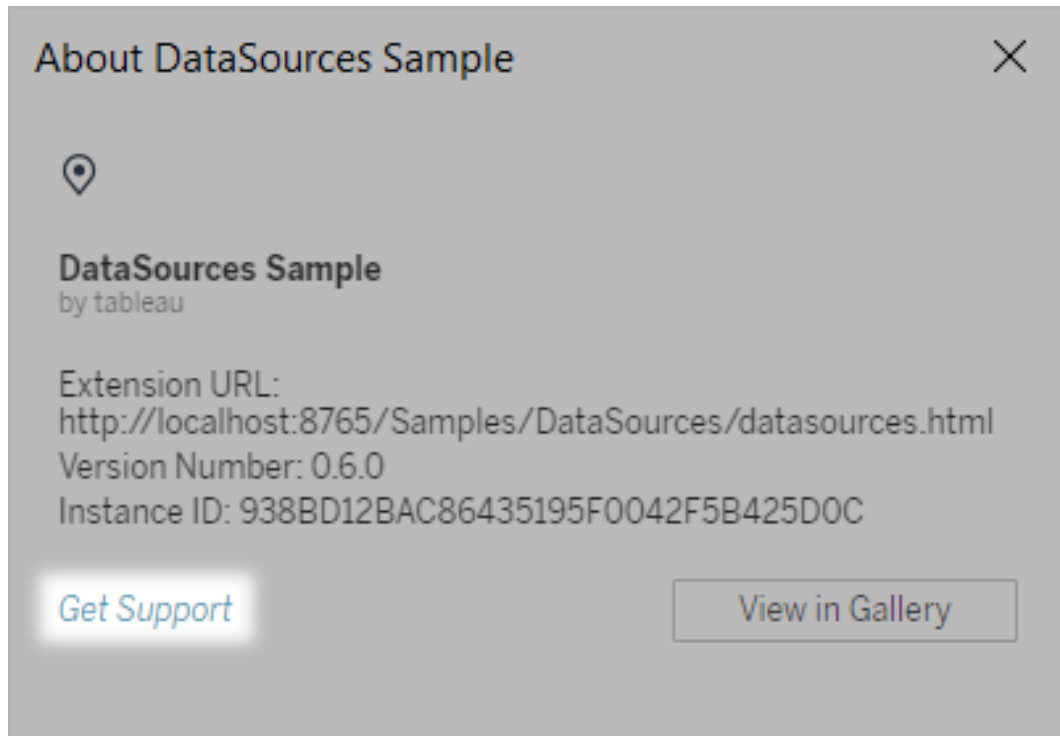 About DataSources Sample
DataSources Sample
by tableau
Extension URL:
http://localhost:8765/Samples/DataSources/datasources.html
Version Number: 0.6.0
Instance ID: 938BD12BAC86435195F0042F5B425D0C
Get Support
View in Gallery